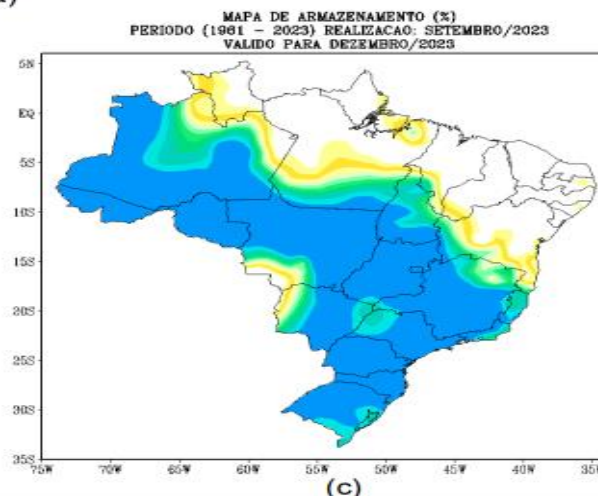 MAPA DE ARMAZENAMENTO (%)
PERIODO (1961 - 2023) REALIZACAO: SETEMBRO/2023
VALIDO PARA DEZEMBRO/2023
5N
EQ
5S
10S
15S
20S
25S
30S
35S
75W 70W 65W 60W 55W 50W 45W 40W 35W
(c)